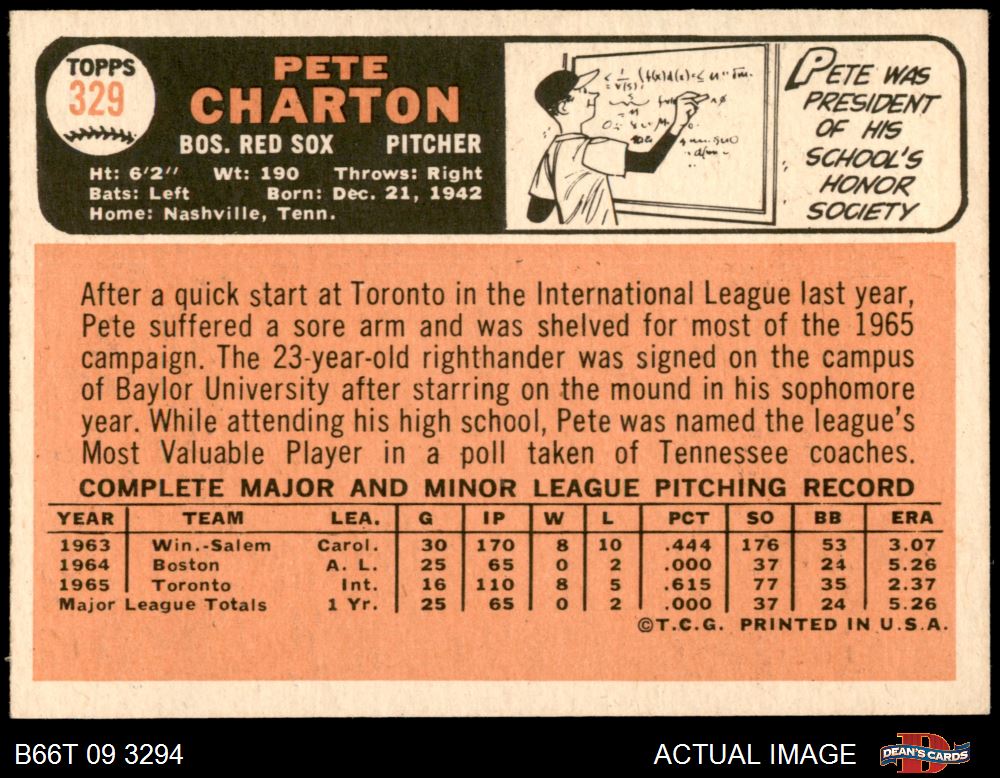 TOPPS
329
PETE
CHARTON
BOS. RED SOX PITCHER
Ht: 6'2" Wt: 190 Throws: Right
Bats: Left Born: Dec. 21, 1942
Home: Nashville, Tenn.
PETE WAS
PRESIDENT
OF HIS
SCHOOL'S
HONOR
SOCIETY
After a quick start at Toronto in the International League last year,
Pete suffered a sore arm and was shelved for most of the 1965
campaign. The 23-year-old righthander was signed on the campus
of Baylor University after starring on the mound in his sophomore
year. While attending his high school, Pete was named the league's
Most Valuable Player in a poll taken of Tennessee coaches.
COMPLETE MAJOR AND MINOR LEAGUE PITCHING RECORD
YEAR TEAM LEA. G IP W L PCT SO BB ERA
1963 Win.-Salem Carol. 30 170 8 10 .444 176 53 3.07
1964 Boston A. L. 25 65 0 2 .000 37 24 5.26
1965 Toronto Int. 16 110 8 5 .615 77 35 2.37
Major League Totals 1 Yr. 25 65 0 2 .000 37 24 5.26
©T.C.G. PRINTED IN U.S.A.
B66T 09 3294 ACTUAL IMAGE DEAN'S CARDS